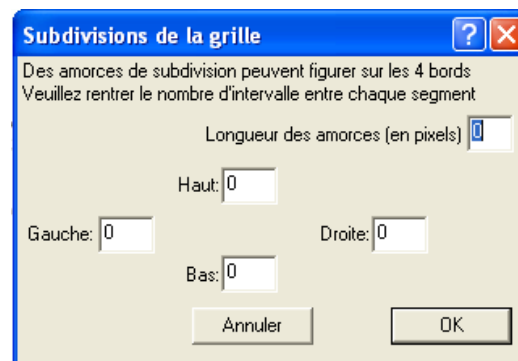 Subdivisions de la grille
Des amorces de subdivision peuvent figurer sur les 4 bords
Veuillez rentrer le nombre d'intervalle entre chaque segment
Longueur des amorces (en pixels) 0
Haut: 0
Gauche: 0 Droite: 0
Bas: 0
Annuler OK